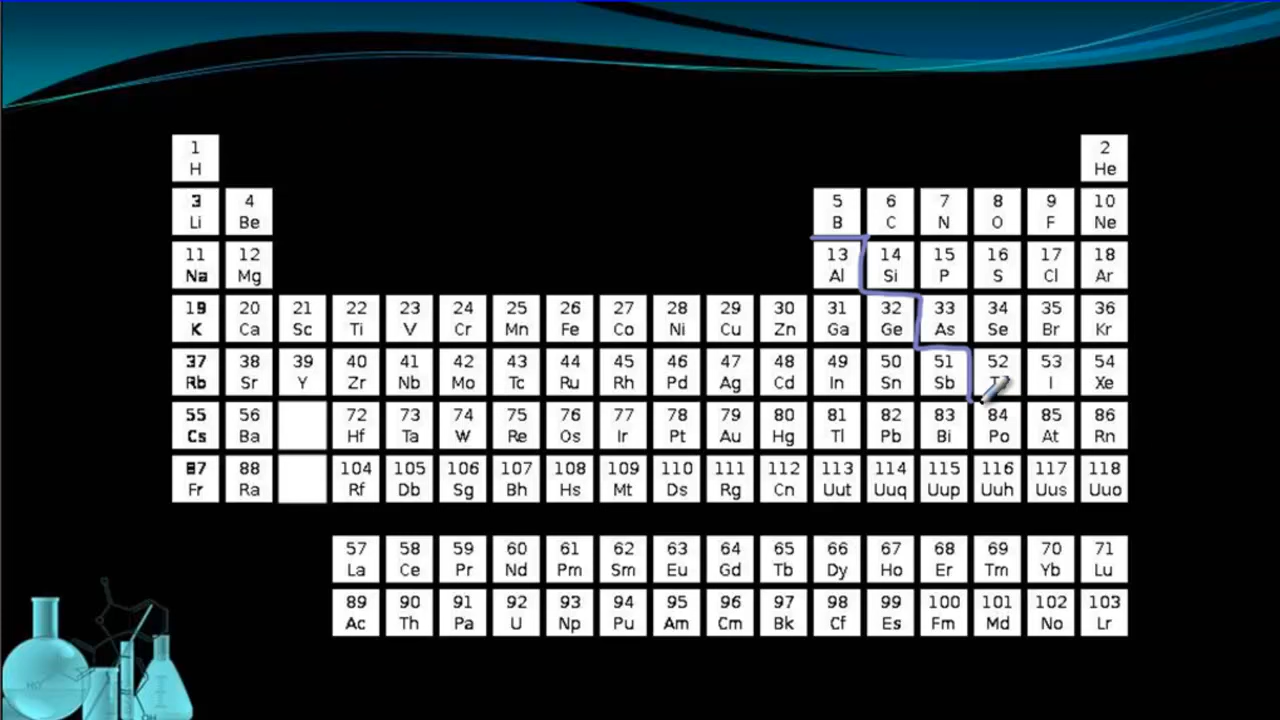 1 2
H He
3 4 5 6 7 8 9 10
Li Be B C N O F Ne
11 12 13 14 15 16 17 18
Na Mg Al Si P S Cl Ar
19 20 21 22 23 24 25 26 27 28 29 30 31 32 33 34 35 36
K Ca Sc Ti V Cr Mn Fe Co Ni Cu Zn Ga Ge As Se Br Kr
37 38 39 40 41 42 43 44 45 46 47 48 49 50 51 52 53 54
Rb Sr Y Zr Nb Mo Tc Ru Rh Pd Ag Cd In Sn Sb I Xe
55 56 72 73 74 75 76 77 78 79 80 81 82 83 84 85 86
Cs Ba Hf Ta W Re Os Ir Pt Au Hg Tl Pb Bi Po At Rn
87 88 104 105 106 107 108 109 110 111 112 113 114 115 116 117 118
Fr Ra Rf Db Sg Bh Hs Mt Ds Rg Cn Uut Uuq Uup Uuh Uus Uuo
57 58 59 60 61 62 63 64 65 66 67 68 69 70 71
La Ce Pr Nd Pm Sm Eu Gd Tb Dy Ho Er Tm Yb Lu
89 90 91 92 93 94 95 96 97 98 99 100 101 102 103
Ac Th Pa U Np Pu Am Cm Bk Cf Es Fm Md No Lr